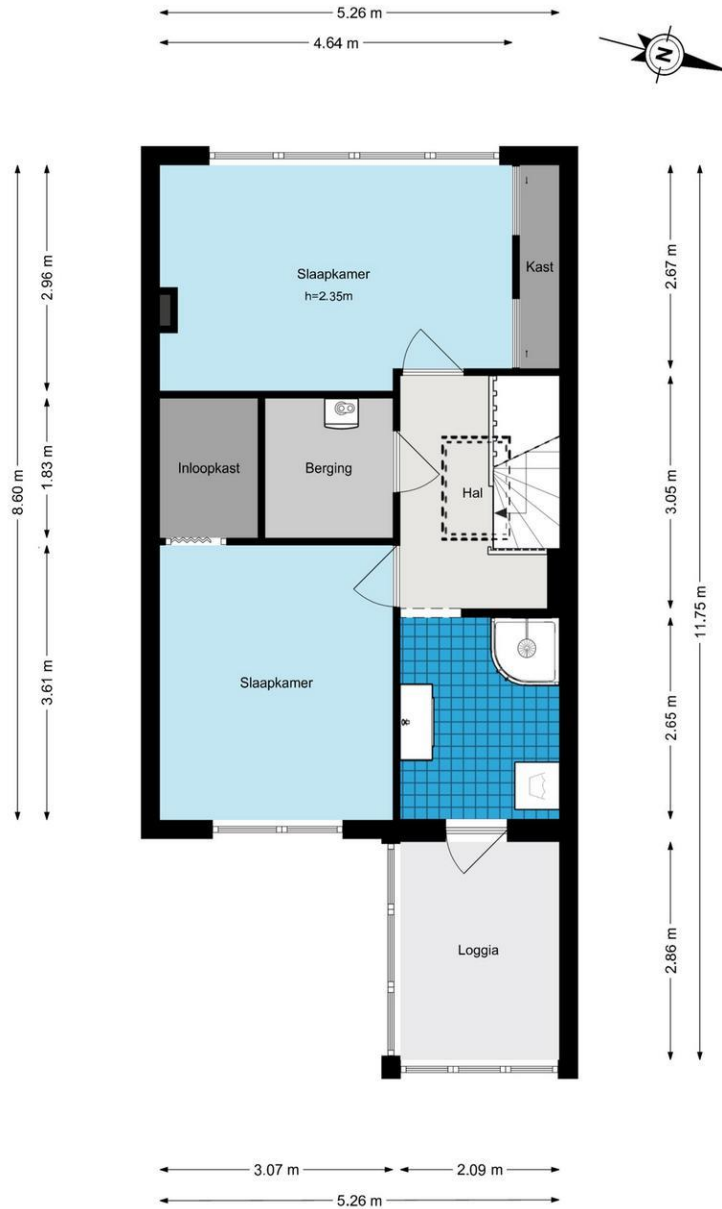 5.26 m
4.64 m
N
2.96 m
1.83 m
3.61 m
8.60 m
Slaapkamer
h=2.35m
Kast
Inloopkast
Berging
Hal
Slaapkamer
Loggia
2.67 m
3.05 m
2.65 m
2.86 m
11.75 m
3.07 m
2.09 m
5.26 m